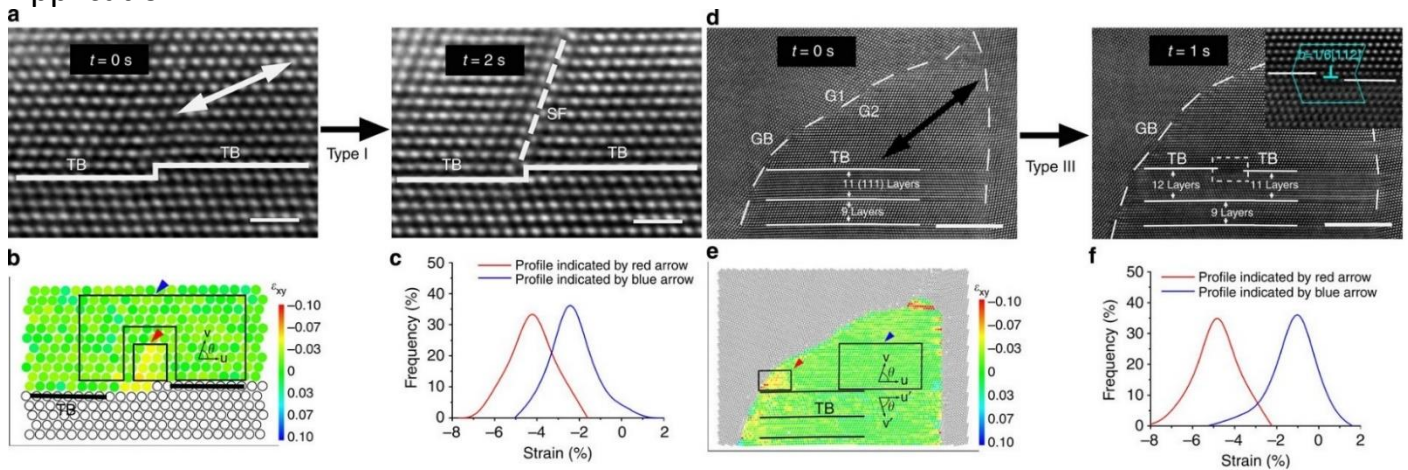 a
t = 0 s
TB
TB
t = 2 s
SF
TB
TB
Type I
d
t = 0 s
G1
G2
GB
TB
11 (111) Layers
9 Layers
Type III
t = 1 s
b=1/6[112]
GB
TB
TB
12 Layers
11 Layers
9 Layers
b
v
θ
u
TB
εxy
−0.10
−0.07
−0.03
0
0.03
0.07
0.10
c
Profile indicated by red arrow
Profile indicated by blue arrow
Frequency (%)
50
40
30
20
10
0
−8
−6
−4
−2
0
2
Strain (%)
e
v
θ
u
u′
θ
v′
TB
εxy
−0.10
−0.07
−0.03
0
0.03
0.07
0.10
f
Profile indicated by red arrow
Profile indicated by blue arrow
Frequency (%)
50
40
30
20
10
0
−8
−6
−4
−2
0
2
Strain (%)